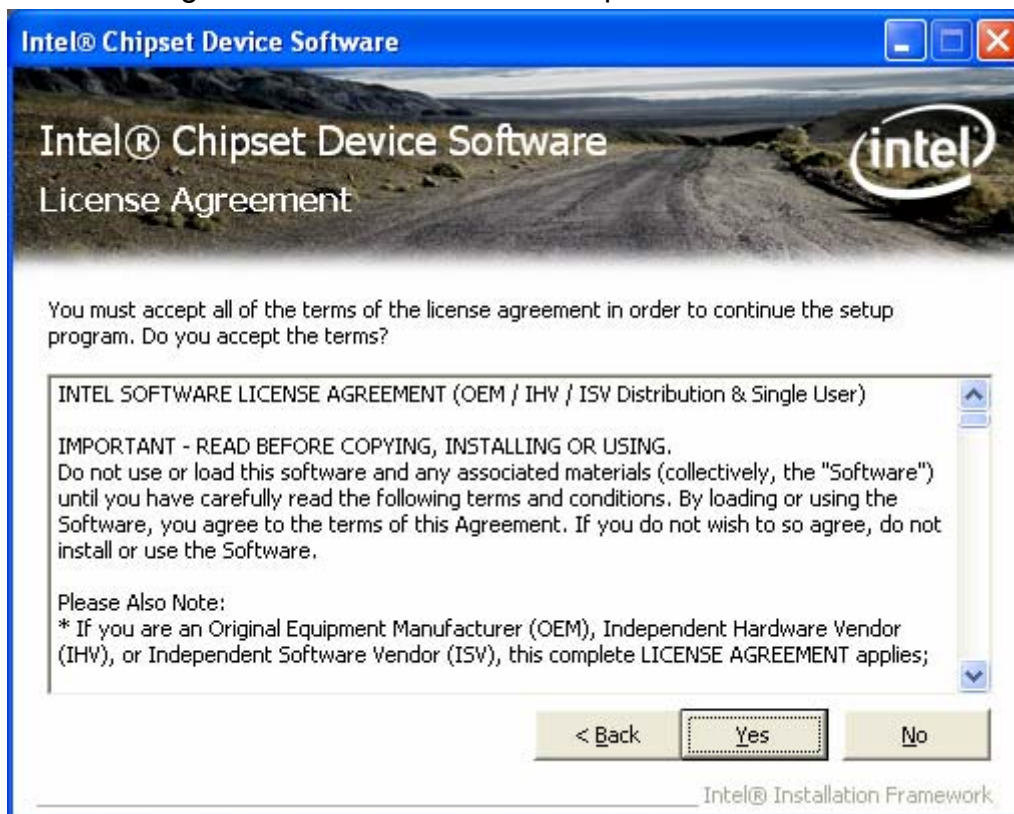 Intel® Chipset Device Software
Intel® Chipset Device Software
intel
License Agreement
You must accept all of the terms of the license agreement in order to continue the setup
program. Do you accept the terms?
INTEL SOFTWARE LICENSE AGREEMENT (OEM / IHV / ISV Distribution & Single User)
IMPORTANT - READ BEFORE COPYING, INSTALLING OR USING.
Do not use or load this software and any associated materials (collectively, the "Software")
until you have carefully read the following terms and conditions. By loading or using the
Software, you agree to the terms of this Agreement. If you do not wish to so agree, do not
install or use the Software.
Please Also Note:
* If you are an Original Equipment Manufacturer (OEM), Independent Hardware Vendor
(IHV), or Independent Software Vendor (ISV), this complete LICENSE AGREEMENT applies;
< Back Yes No
Intel® Installation Framework